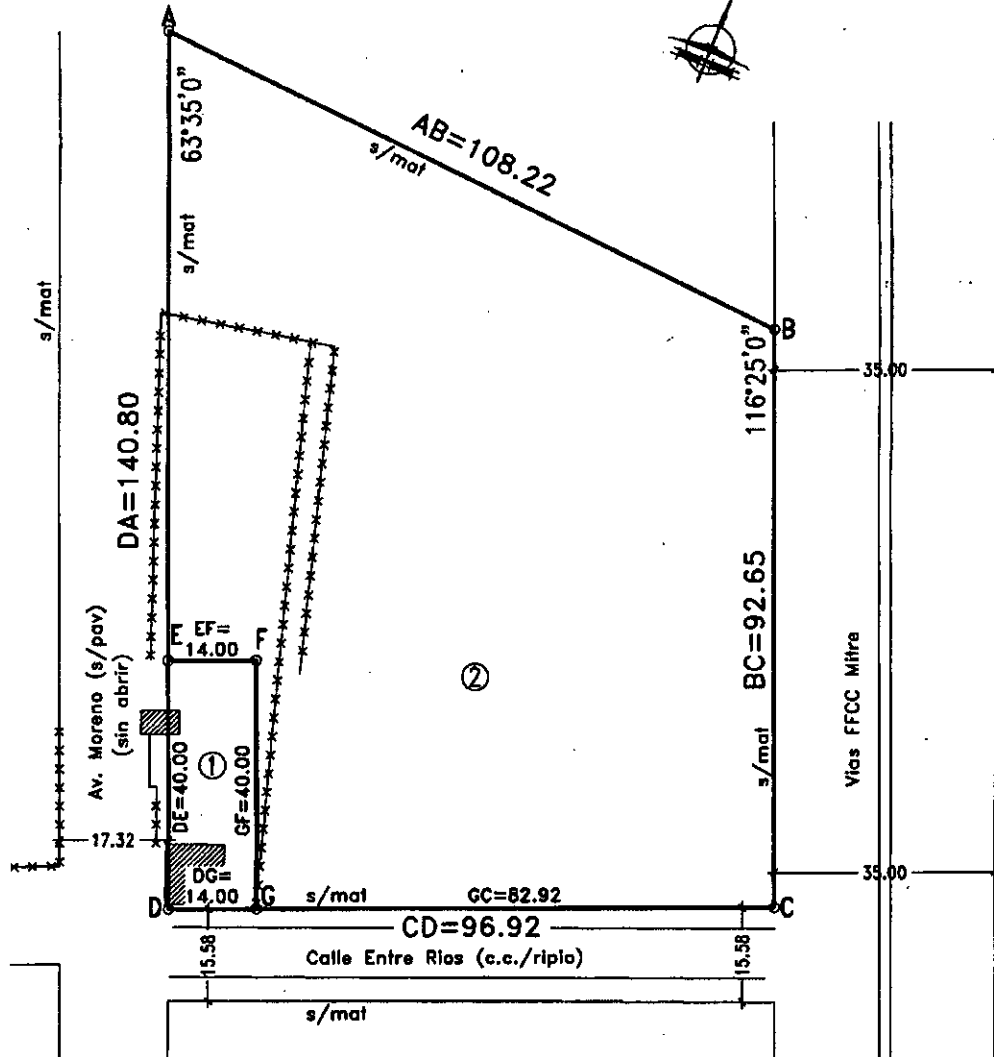 A
63°35'0"
AB=108.22
s/mat
s/mat
s/mat
B
35.00
116°25'0"
DA=140.80
BC=92.65
E
EF=
14.00
F
2
Av. Moreno (s/pav)
(sin abrir)
Vias FFCC Mitre
s/mat
1
DE=40.00
GF=40.00
17.32
35.00
DG=
14.00
D
G
s/mat
GC=82.92
C
CD=96.92
15.58
15.58
Calle Entre Rios (c.c./ripio)
s/mat